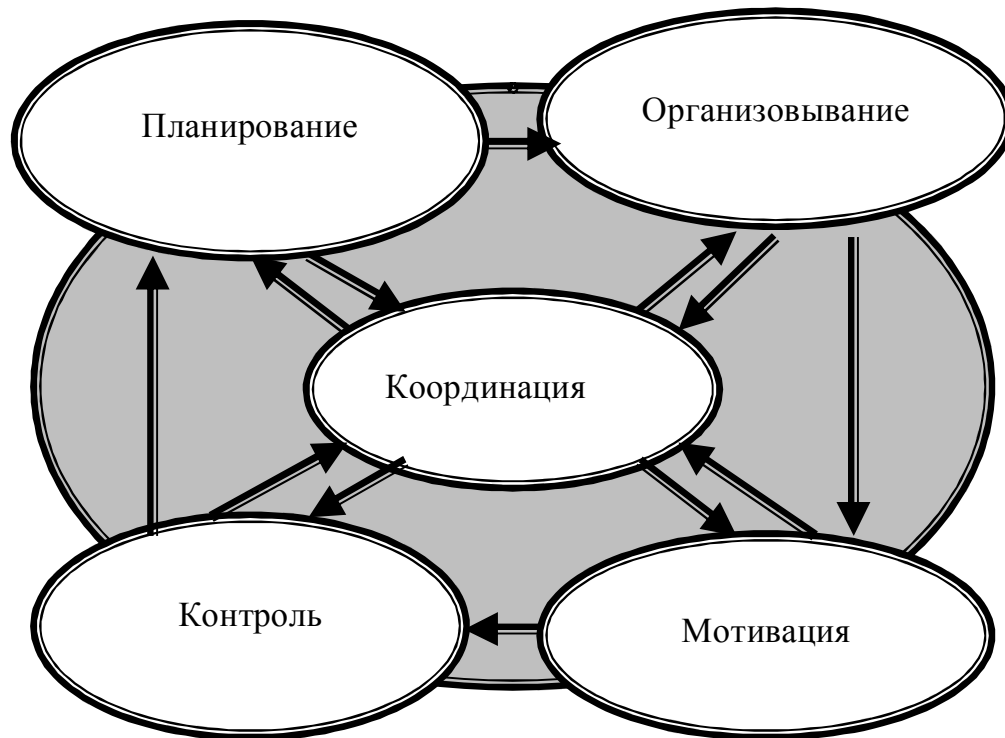 Планирование
Организовывание
Координация
Контроль
Мотивация